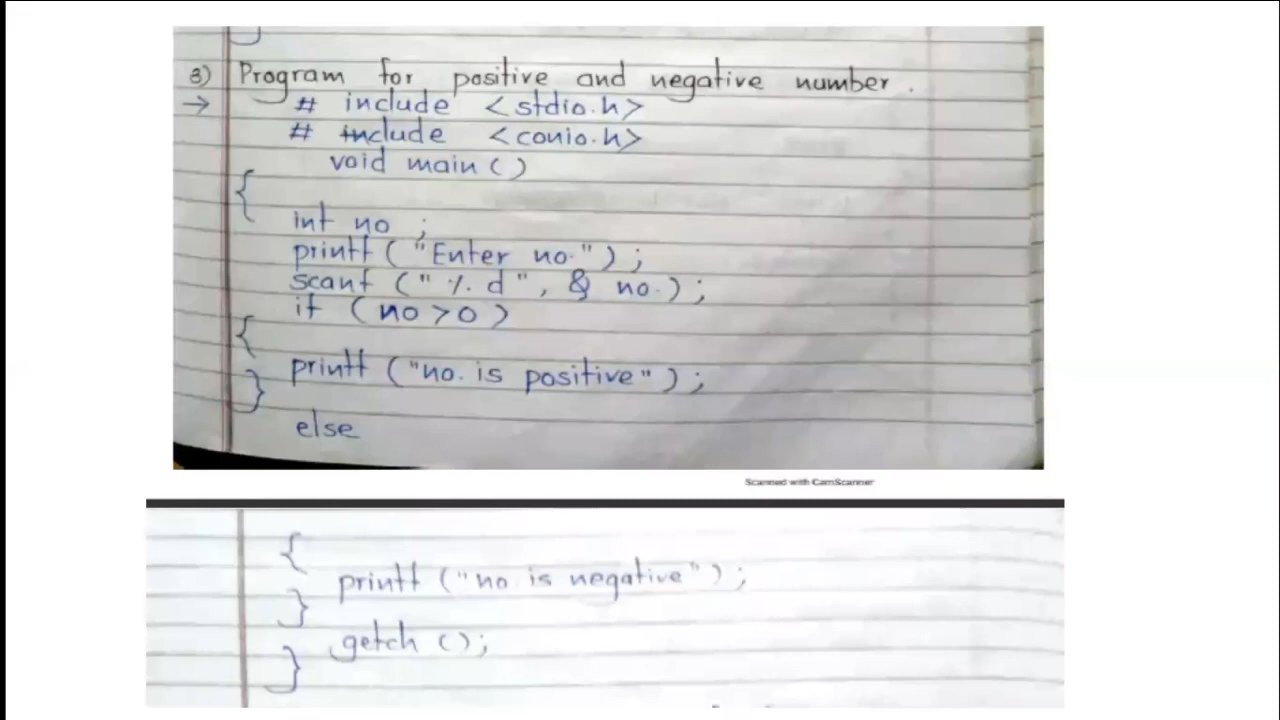 3) Program for positive and negative number.
→ # include <stdio.h>
# include <conio.h>
void main ()
{
int no ;
printf ("Enter no.") ;
scanf ("%d", & no.) ;
if (no>0)
{
printf ("no. is positive") ;
}
else
Scanned with CamScanner
{
printf ("no is negative") ;
}
getch ();
}